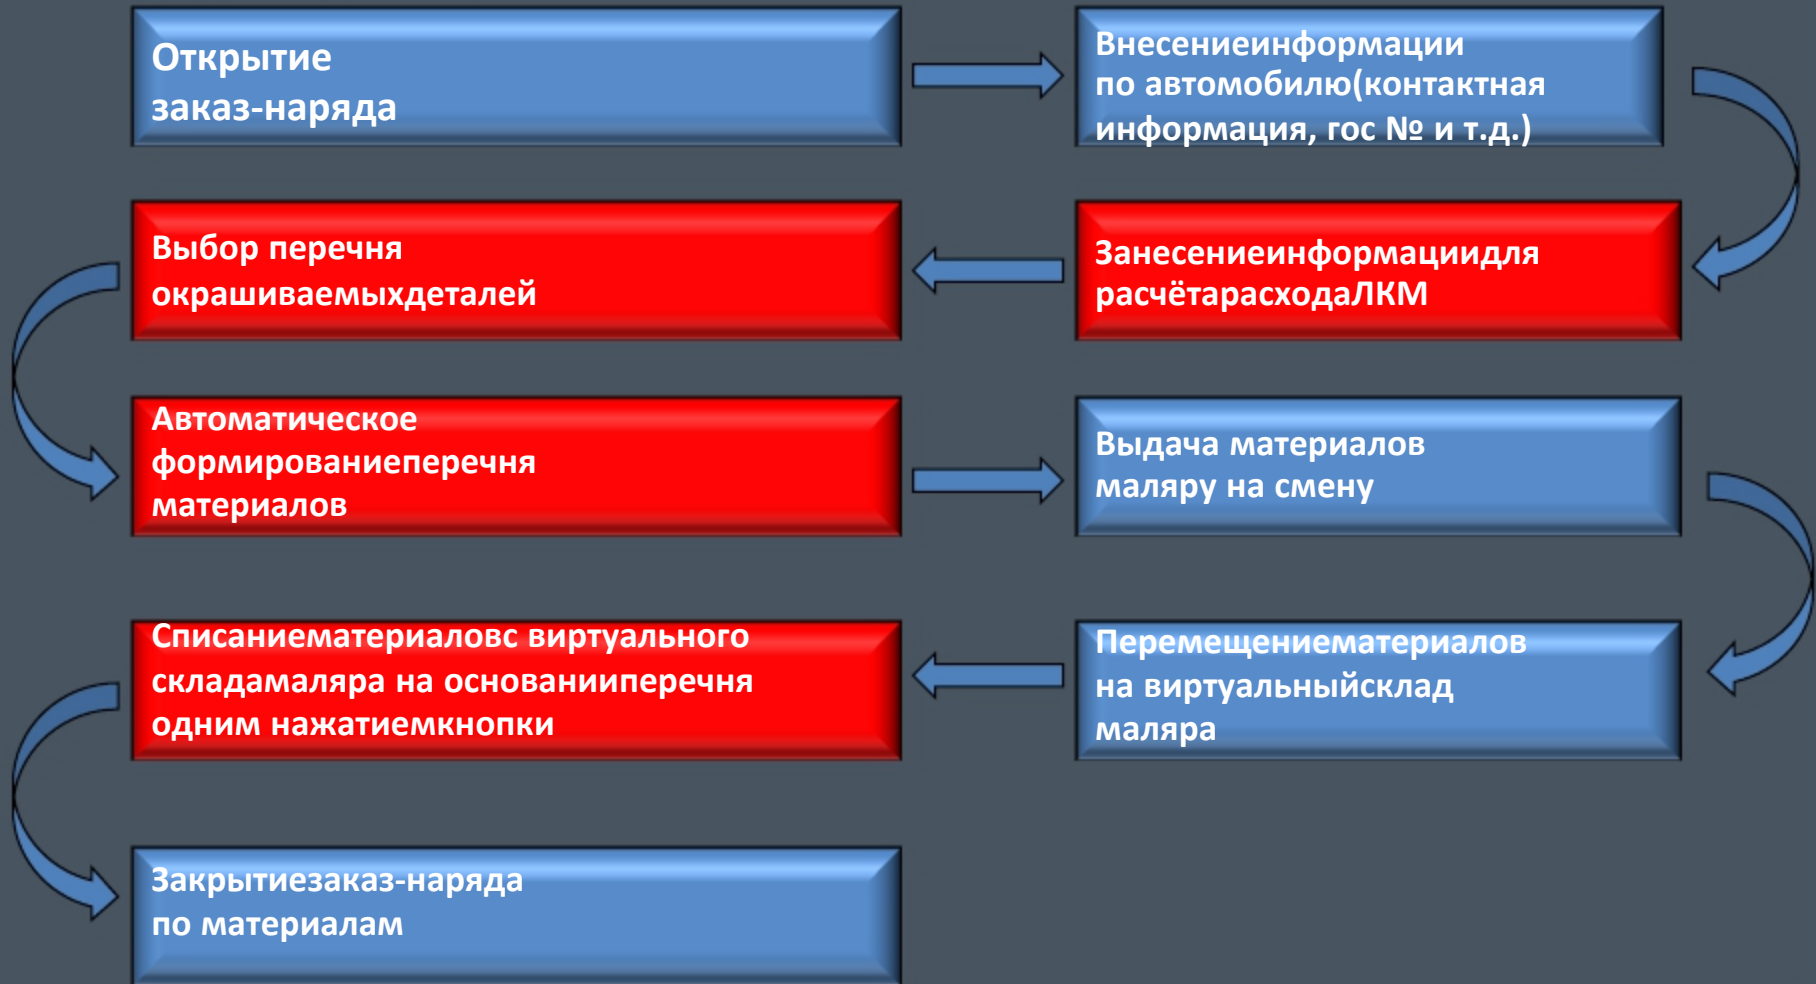 Открытие
заказ-наряда
Внесениеинформации
по автомобилю(контактная
информация, гос № и т.д.)
Занесениеинформациидля
расчётарасходаЛКМ
Выбор перечня
окрашиваемыхдеталей
Автоматическое
формированиеперечня
материалов
Выдача материалов
маляру на смену
Перемещениематериалов
на виртуальныйсклад
маляра
Списаниематериаловс виртуального
складамаляра на основанииперечня
одним нажатиемкнопки
Закрытиезаказ-наряда
по материалам